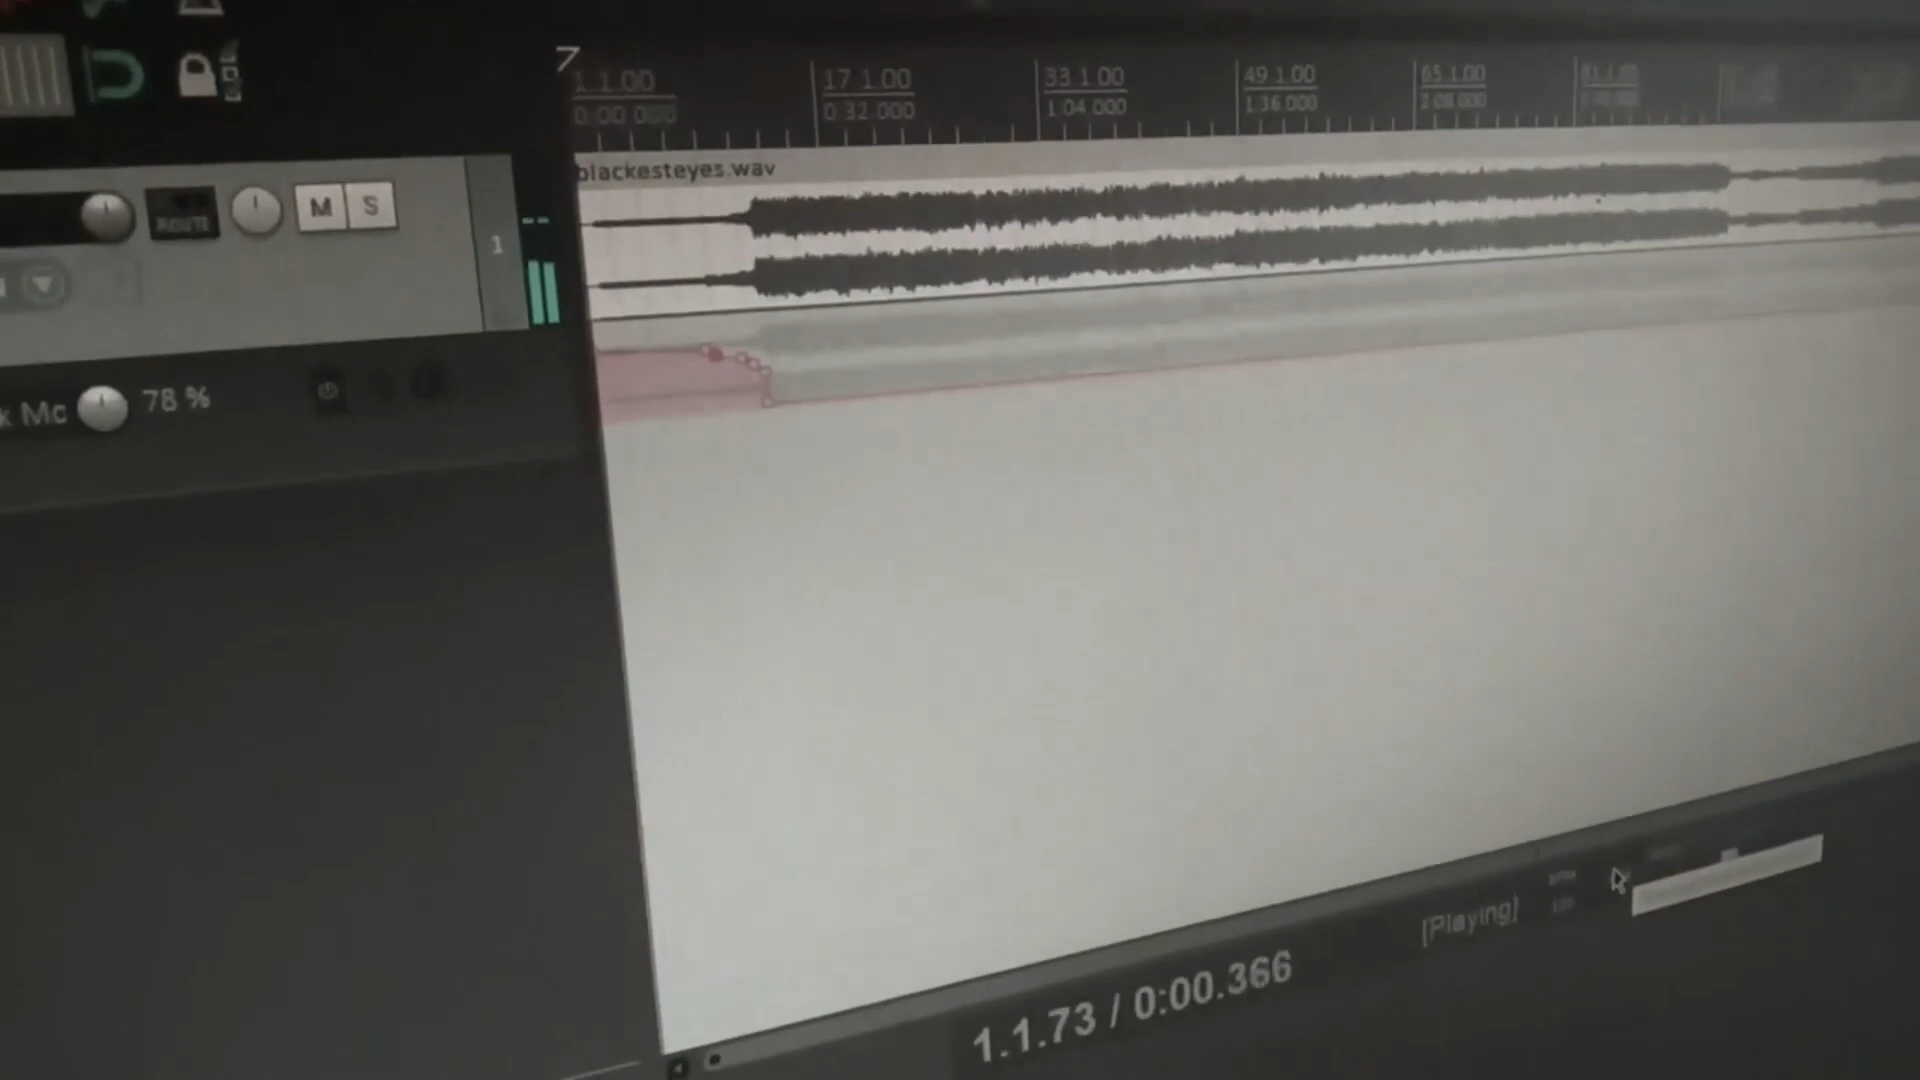 1.1.00 17.1.00 33.1.00 49.1.00 65.1.00
0:00.000 0:32.000 1:04.000 1:36.000 2:08.000
blackesteyes.wav
ROUTE M S
1
k Mc 78 %
[Playing]
1.1.73 / 0:00.366